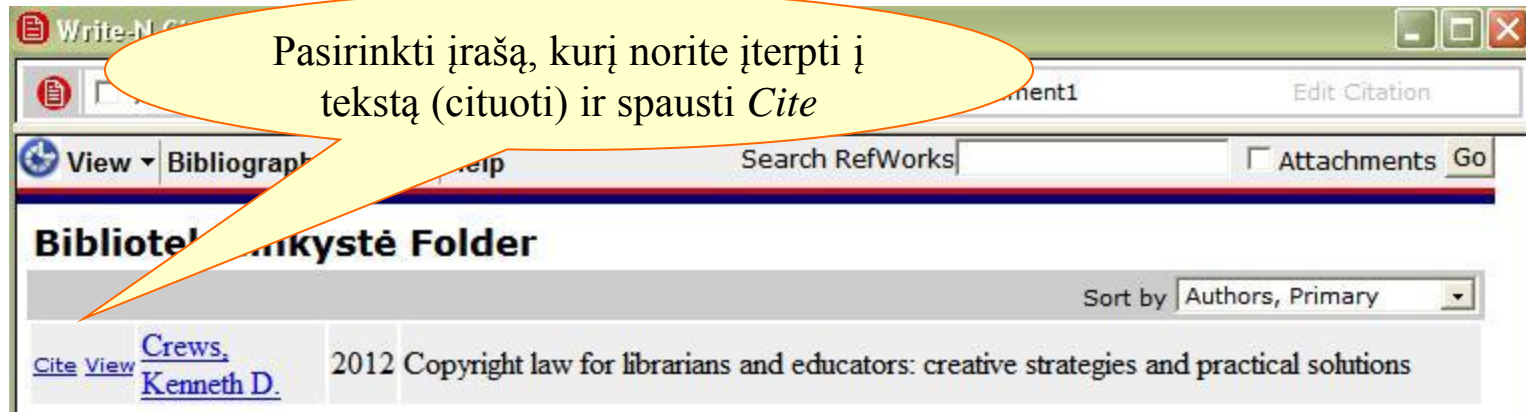 Write-N
Pasirinkti įrašą, kurį norite įterpti į
tekstą (cituoti) ir spausti Cite
Edit Citation
View Bibliograph
Search RefWorks
Attachments Go
Folder
Sort by Authors, Primary
Cite View Crews,
Kenneth D.
2012 Copyright law for librarians and educators: creative strategies and practical solutions